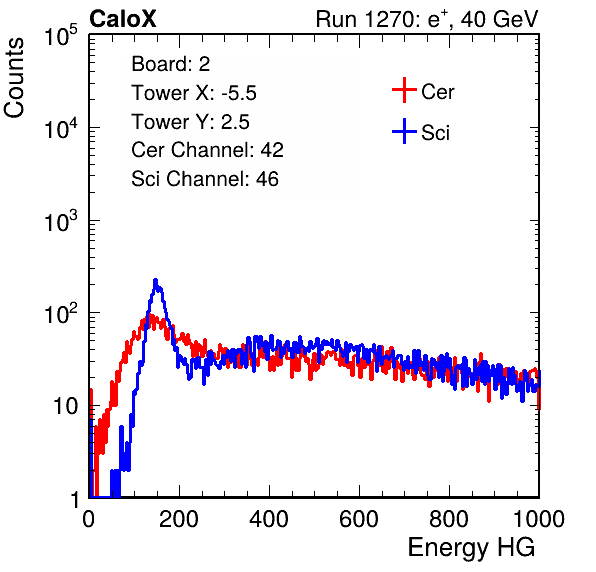 CaloX Run 1270: e⁺, 40 GeV
Board: 2
Tower X: -5.5
Tower Y: 2.5
Cer Channel: 42
Sci Channel: 46
Cer
Sci
Counts
10⁵
10⁴
10³
10²
10
1
0 200 400 600 800 1000
Energy HG